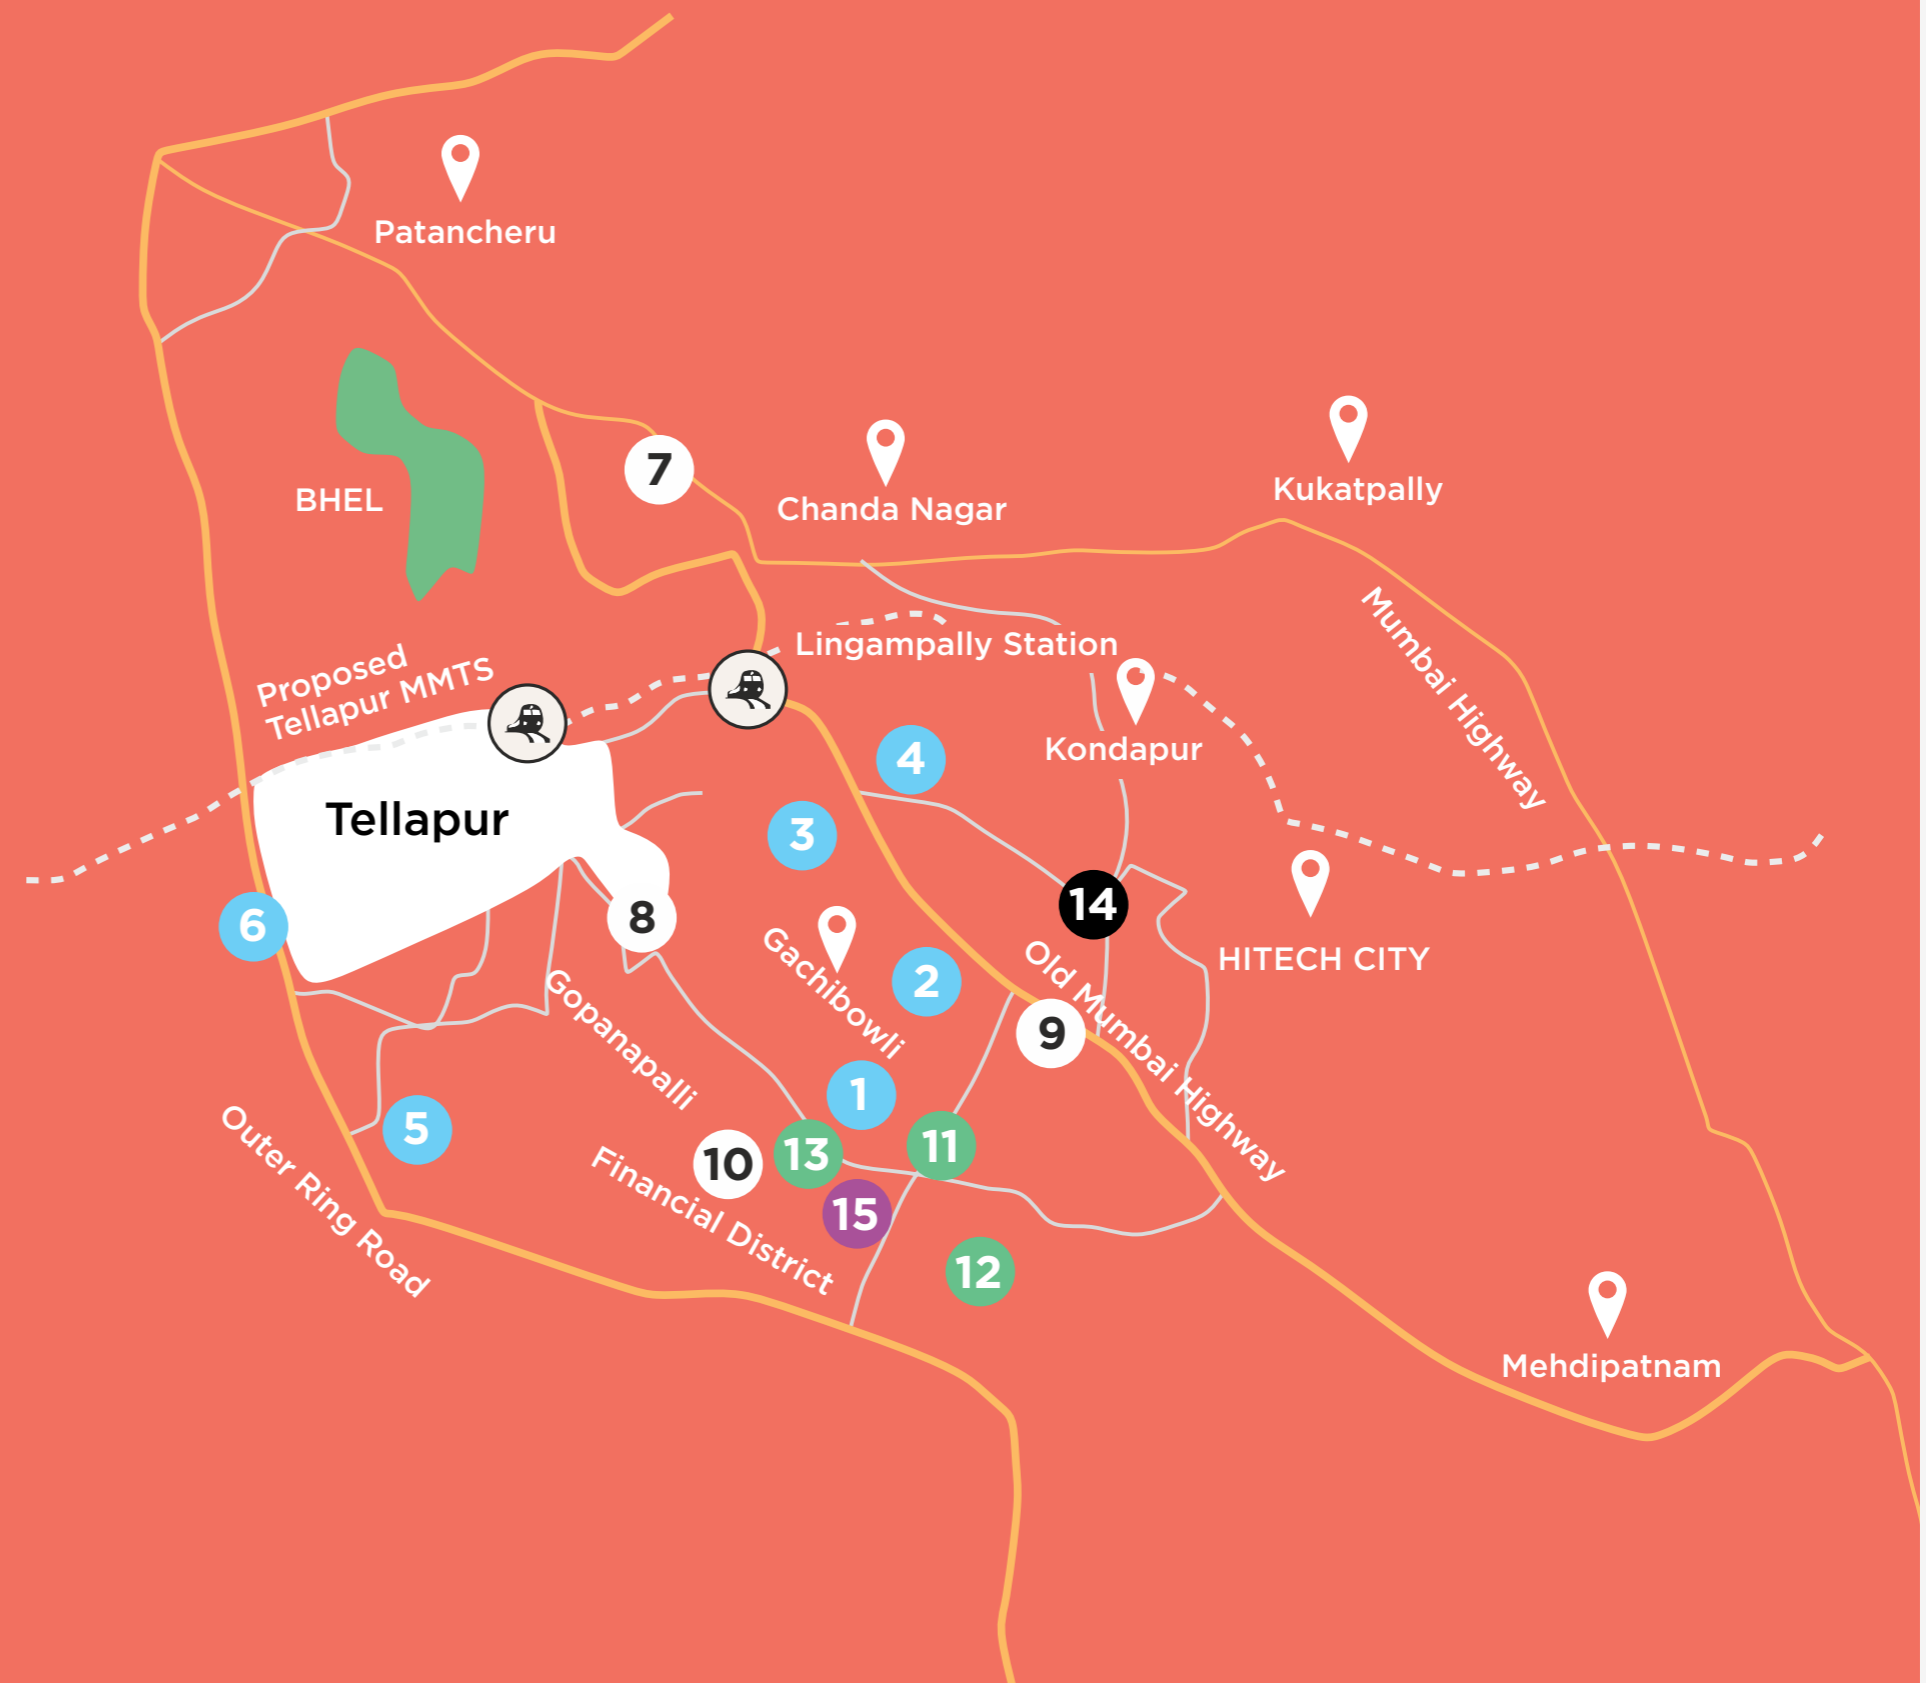 Patancheru
7
Chanda Nagar
Kukatpally
BHEL
Mumbai Highway
Lingampally Station
Proposed
Tellapur MMTS
Kondapur
4
Tellapur
3
14
8
6
Gachibowli
2
HITECH CITY
Old Mumbai Highway
9
Gopanapalli
1
5
Outer Ring Road
10
13
11
Financial District
15
12
Mehdipatnam